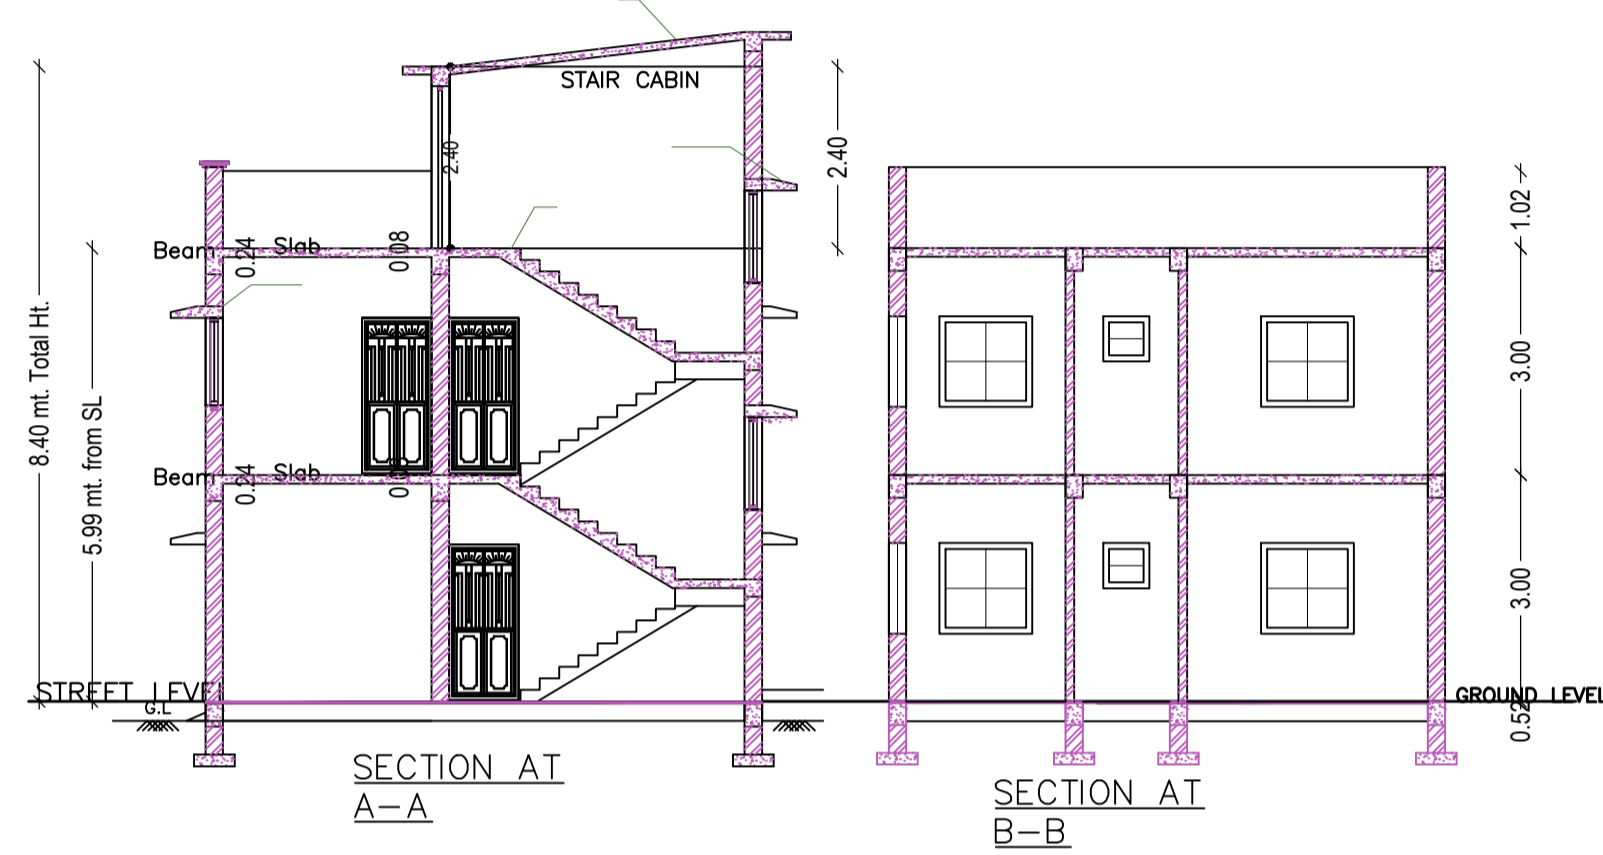 STAIR CABIN
2.40
2.40
8.40 mt. Total Ht.
5.99 mt. from SL
Beam
0.24
Slab
0.08
1.02
3.00
Beam
0.24
Slab
3.00
STREET LEVEL
G.L
GROUND LEVEL
0.52
SECTION AT
A-A
SECTION AT
B-B